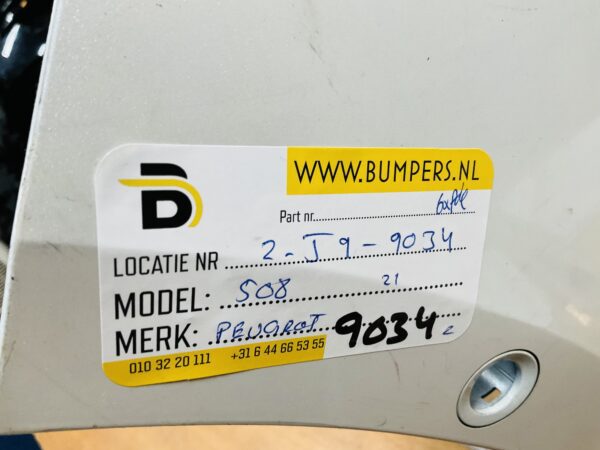 B
WWW.BUMPERS.NL
Part nr.
LOCATIE NR 2-J9-9034
MODEL: 508 21
MERK: PEUGEOT 9034
010 32 20 111 +31 6 44 66 53 55